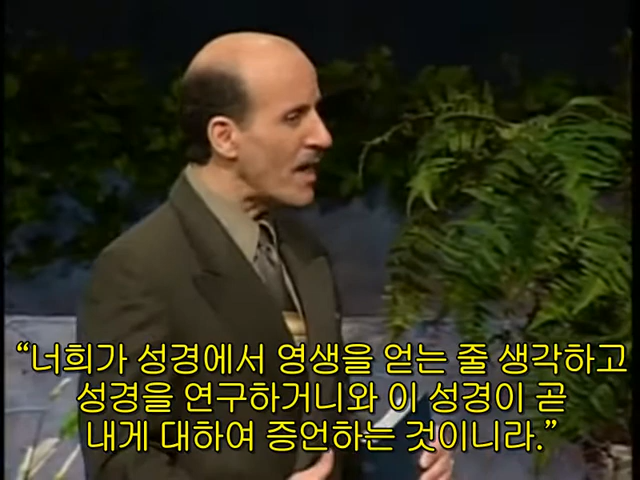 “너희가 성경에서 영생을 얻는 줄 생각하고
성경을 연구하거니와 이 성경이 곧
내게 대하여 증언하는 것이니라.”